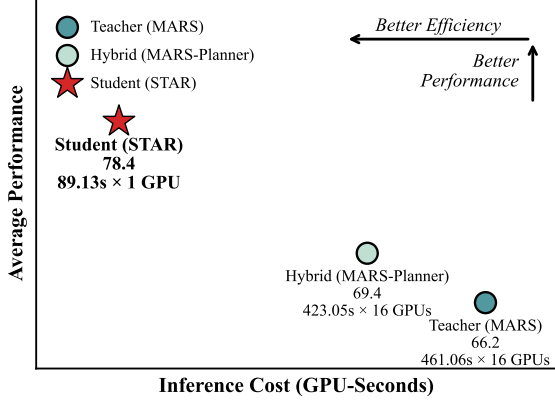 Teacher (MARS)
Hybrid (MARS-Planner)
Student (STAR)
Better Efficiency
Better
Performance
Student (STAR)
78.4
89.13s × 1 GPU
Hybrid (MARS-Planner)
69.4
423.05s × 16 GPUs
Teacher (MARS)
66.2
461.06s × 16 GPUs
Average Performance
Inference Cost (GPU-Seconds)